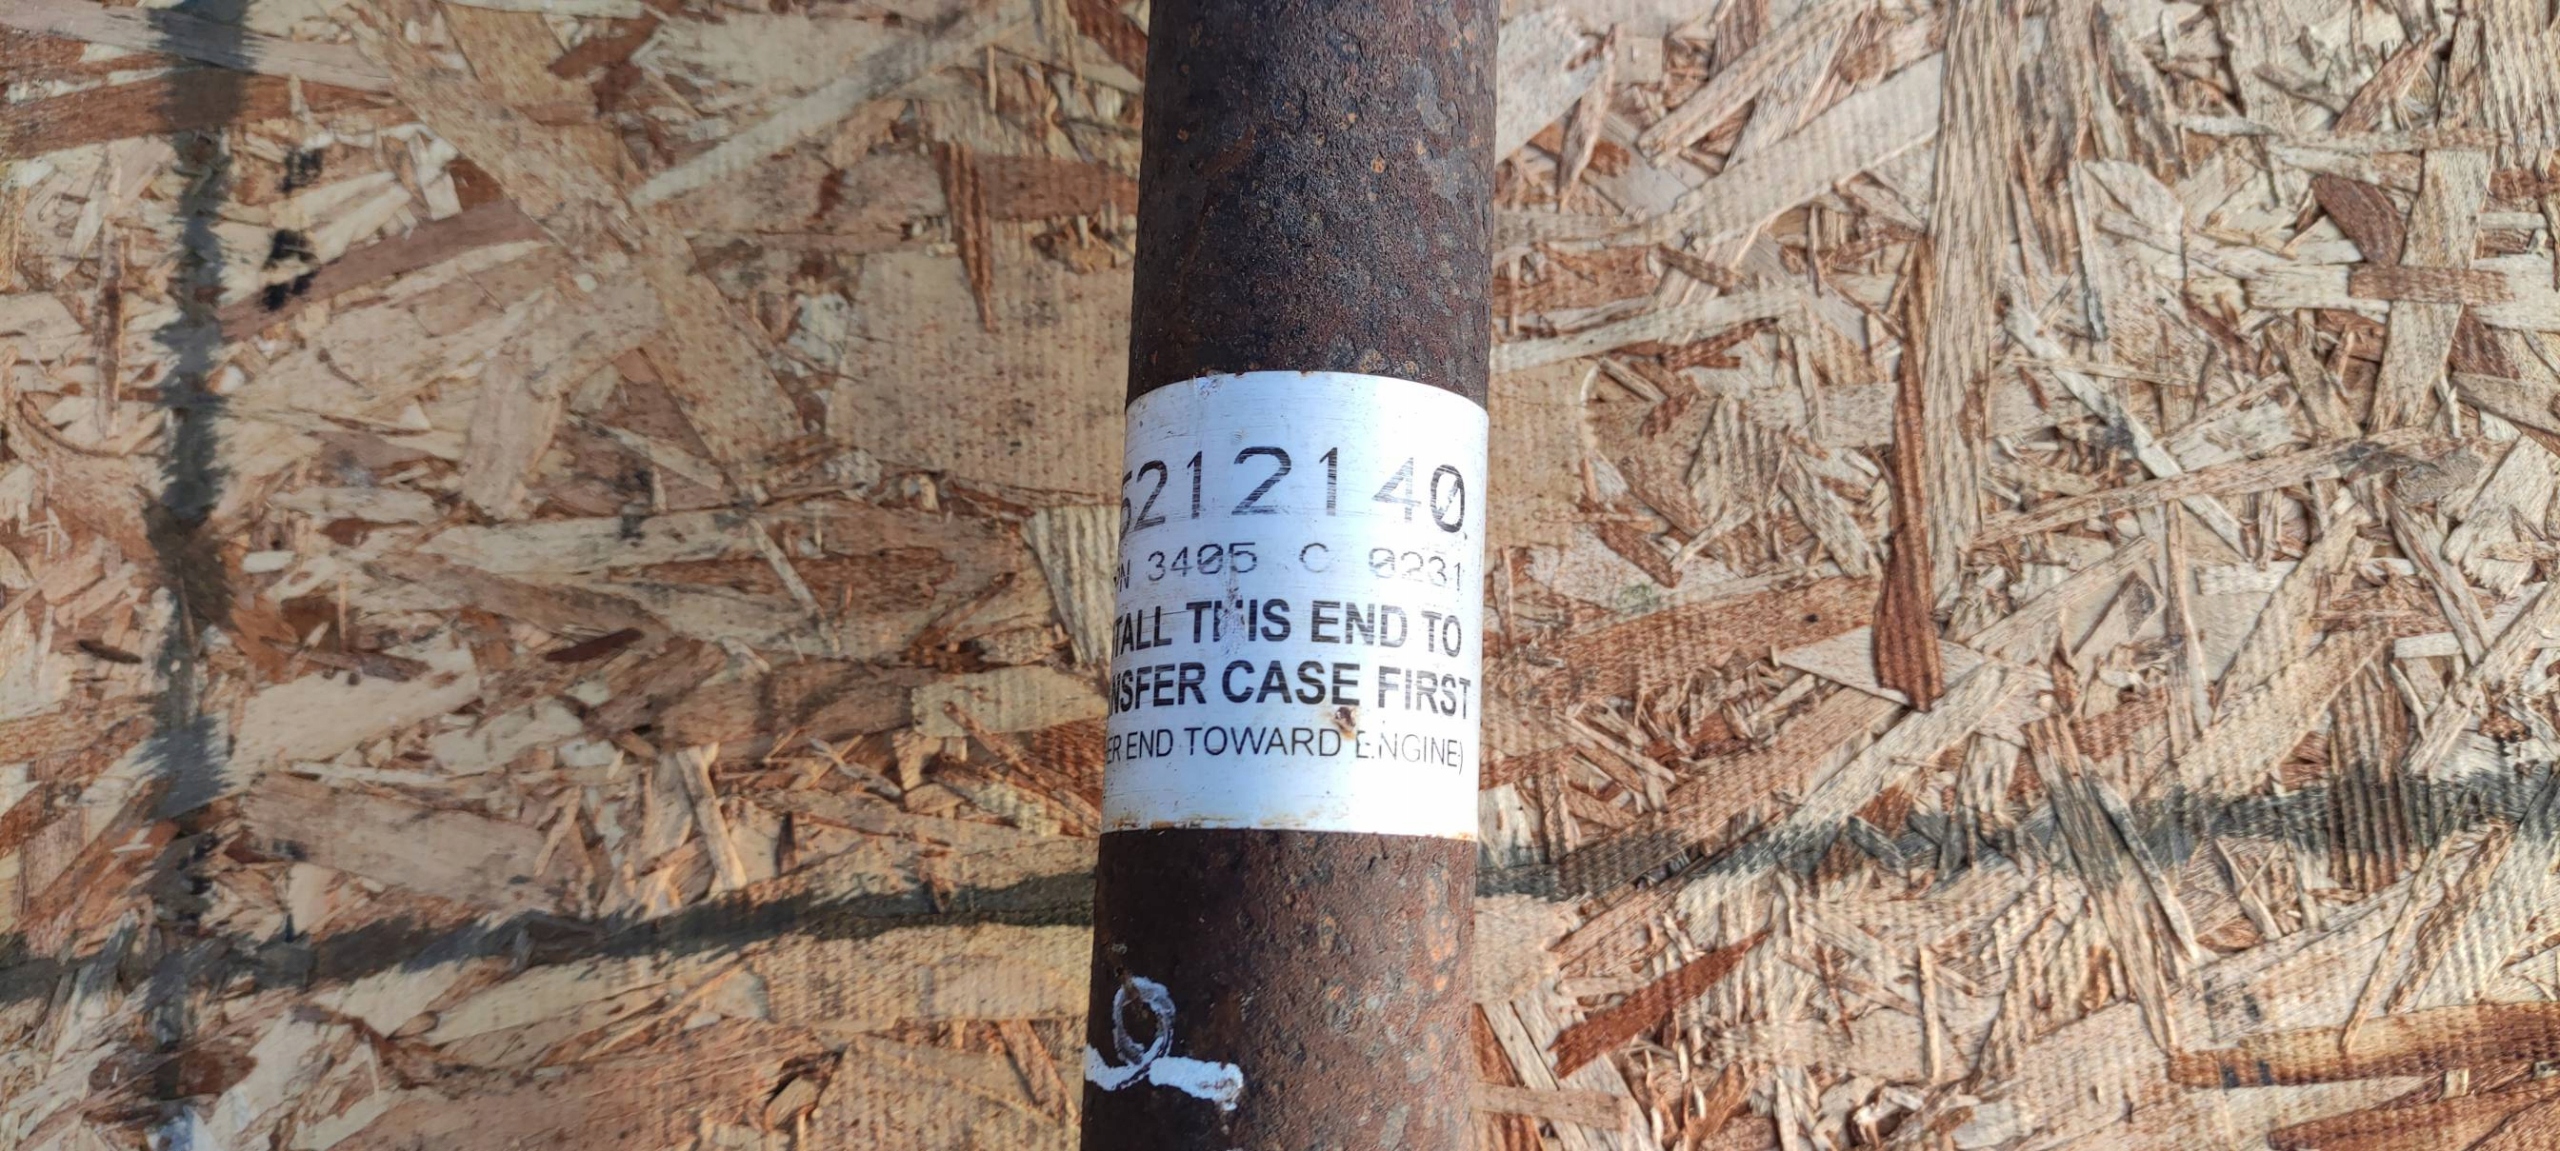 5212140
PN 3405 C 0231
TALL THIS END TO
NSFER CASE FIRST
ER END TOWARD ENGINE)